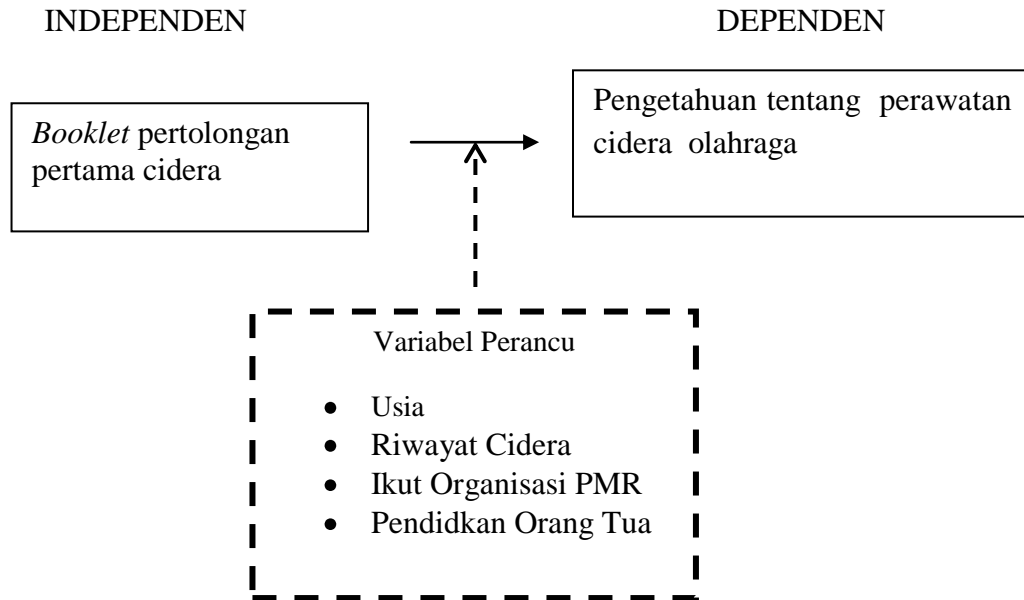 INDEPENDEN
DEPENDEN
Booklet pertolongan
pertama cidera
Pengetahuan tentang perawatan
cidera olahraga
Variabel Perancu
• Usia
• Riwayat Cidera
• Ikut Organisasi PMR
• Pendidkan Orang Tua